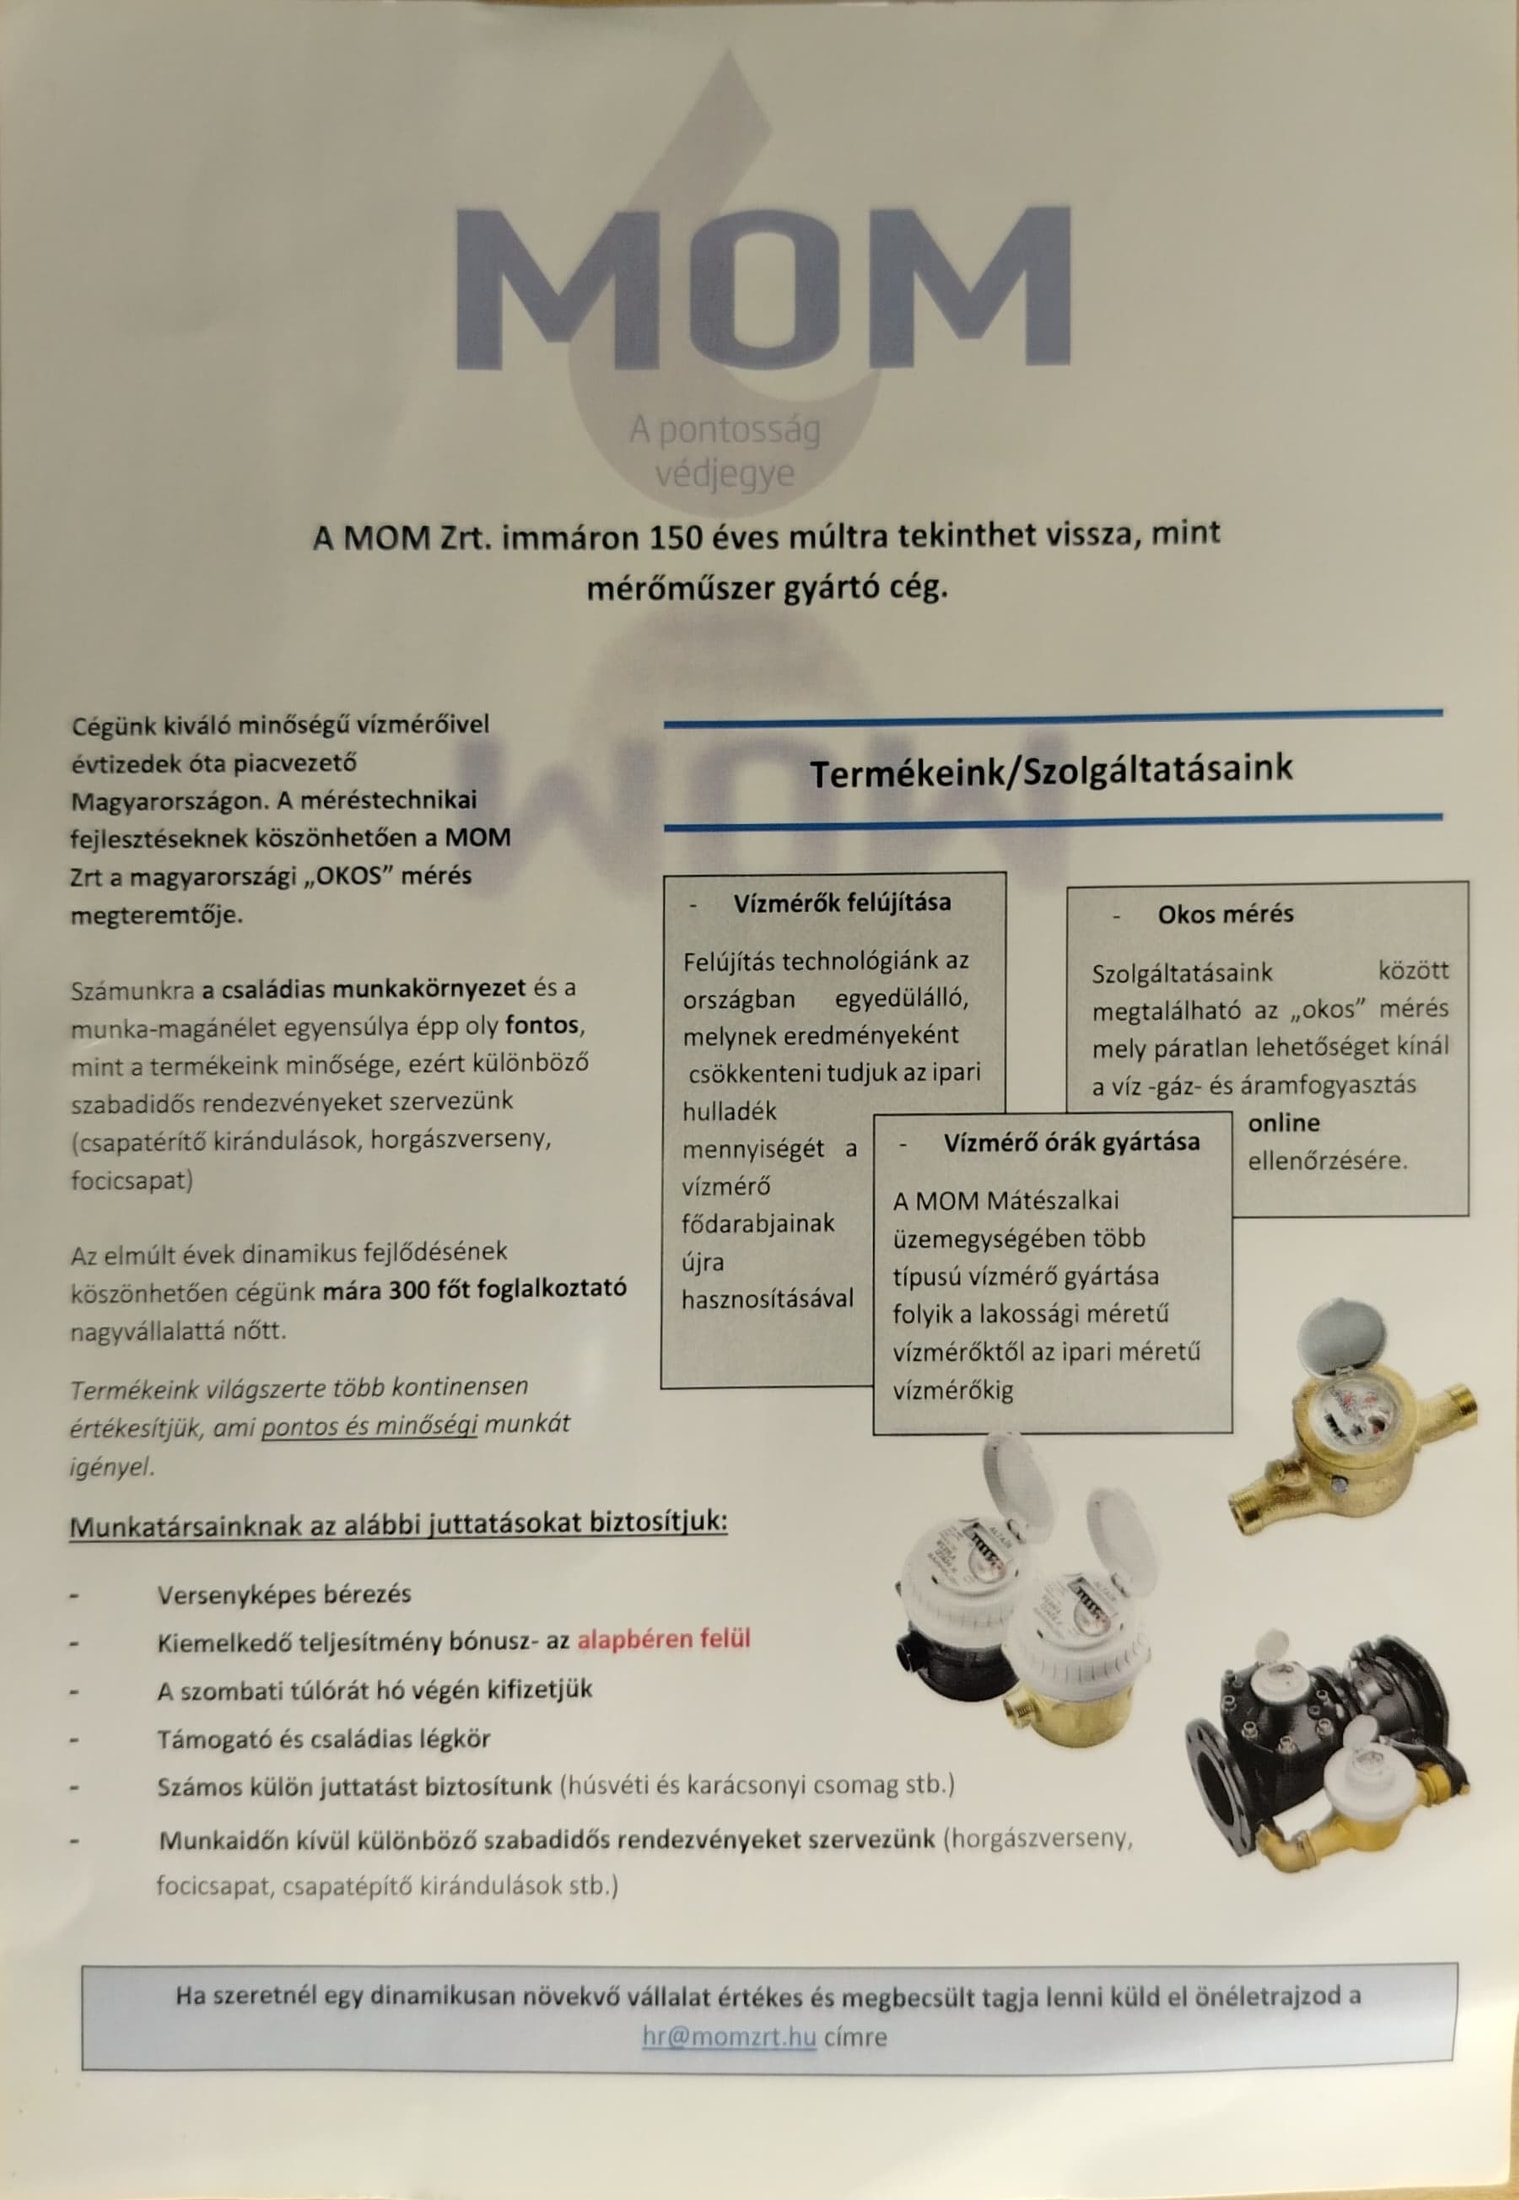 MOM
A pontosság
védjegye
A MOM Zrt. immáron 150 éves múltra tekinthet vissza, mint
mérőműszer gyártó cég.
Cégünk kiváló minőségű vízmérőivel
évtizedek óta piacvezető
Magyarországon. A méréstechnikai
fejlesztéseknek köszönhetően a MOM
Zrt a magyarországi „OKOS” mérés
megteremtője.
Számunkra a családias munkakörnyezet és a
munka-magánélet egyensúlya épp oly fontos,
mint a termékeink minősége, ezért különböző
szabadidős rendezvényeket szervezünk
(csapatérítő kirándulások, horgászverseny,
focicsapat)
Az elmúlt évek dinamikus fejlődésének
köszönhetően cégünk mára 300 főt foglalkoztató
nagyvállalattá nőtt.
Termékeink világszerte több kontinensen
értékesítjük, ami pontos és minőségi munkát
igényel.
Termékeink/Szolgáltatásaink
- Vízmérők felújítása
Felújítás technológiánk az
országban egyedülálló,
melynek eredményeként
csökkenteni tudjuk az ipari
hulladék
mennyiségét a
vízmérő
fődarabjainak
újra
hasznosításával
- Okos mérés
Szolgáltatásaink között
megtalálható az „okos” mérés
mely páratlan lehetőséget kínál
a víz -gáz- és áramfogyasztás
online
ellenőrzésére.
- Vízmérő órák gyártása
A MOM Mátészalkai
üzemegységében több
típusú vízmérő gyártása
folyik a lakossági méretű
vízmérőktől az ipari méretű
vízmérőkig
Munkatársainknak az alábbi juttatásokat biztosítjuk:
- Versenyképes bérezés
- Kiemelkedő teljesítmény bónusz- az alapbéren felül
- A szombati túlórát hó végén kifizetjük
- Támogató és családias légkör
- Számos külön juttatást biztosítunk (húsvéti és karácsonyi csomag stb.)
- Munkaidőn kívül különböző szabadidős rendezvényeket szervezünk (horgászverseny,
focicsapat, csapatépítő kirándulások stb.)
ALTAIR
ALTAIR
Ha szeretnél egy dinamikusan növekvő vállalat értékes és megbecsült tagja lenni küld el önéletrajzod a
hr@momzrt.hu címre